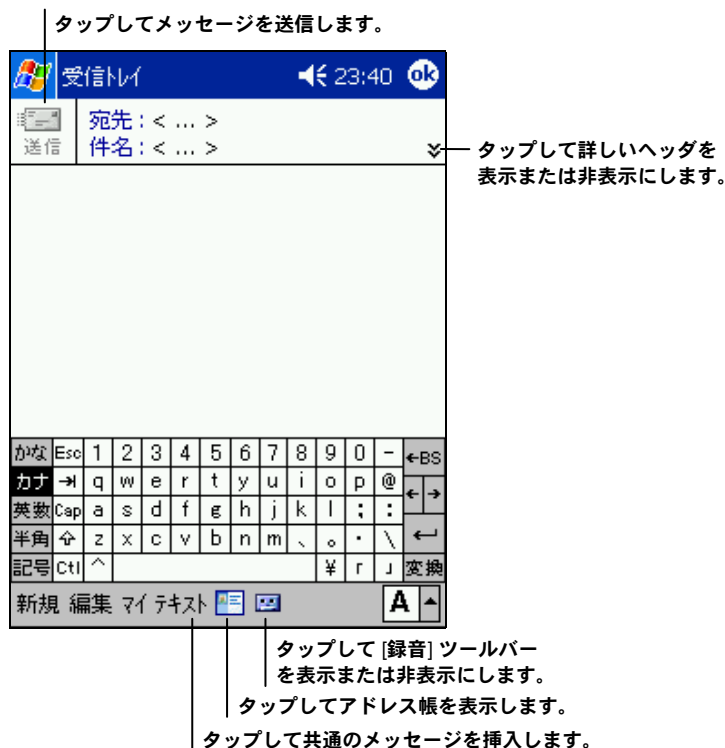 タップしてメッセージを送信します。
受信トレイ 23:40 ok
送信
宛先:< ... >
件名:< ... >
タップして詳しいヘッダを
表示または非表示にします。
かな Esc 1 2 3 4 5 6 7 8 9 0 - ←BS
カナ →| q w e r t y u i o p @ ← →
英数 Cap a s d f g h j k l ; :
半角 ⇧ z x c v b n m 、 。 ・ \ ↵
記号 Ctl ^ ¥ 「 」 変換
新規 編集 マイ テキスト A ▲
タップして [録音] ツールバー
を表示または非表示にします。
タップしてアドレス帳を表示します。
タップして共通のメッセージを挿入します。